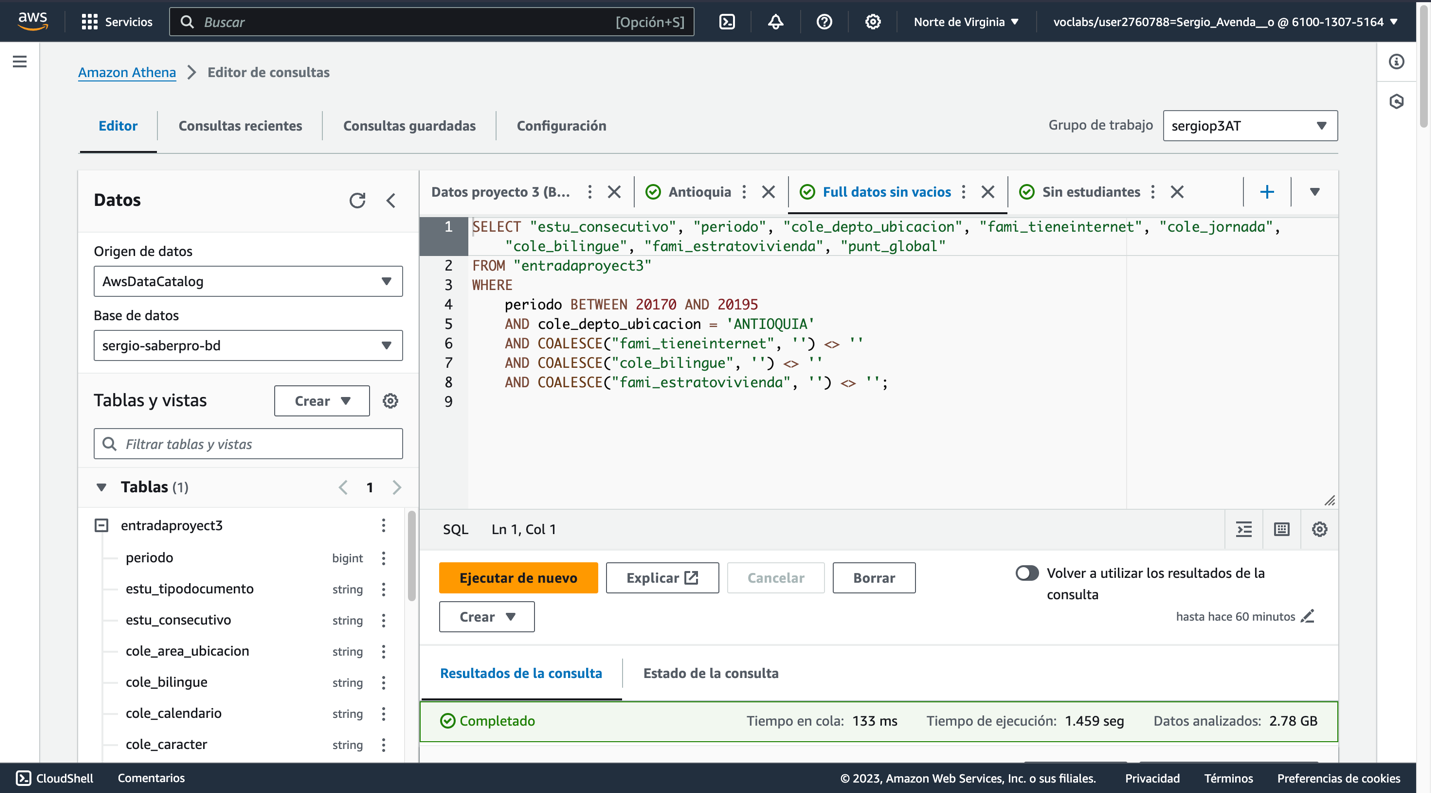 aws
Servicios
Buscar
[Opción+S]
Norte de Virginia
voclabs/user2760788=Sergio_Avenda__o @ 6100-1307-5164
Amazon Athena
Editor de consultas
Editor
Consultas recientes
Consultas guardadas
Configuración
Grupo de trabajo
sergiop3AT
Datos
Origen de datos
AwsDataCatalog
Base de datos
sergio-saberpro-bd
Tablas y vistas
Crear
Filtrar tablas y vistas
Tablas (1)
1
entradaproyect3
periodo bigint
estu_tipodocumento string
estu_consecutivo string
cole_area_ubicacion string
cole_bilingue string
cole_calendario string
cole_caracter string
Datos proyecto 3 (B...
Antioquia
Full datos sin vacios
Sin estudiantes
1 SELECT "estu_consecutivo", "periodo", "cole_depto_ubicacion", "fami_tieneinternet", "cole_jornada",
"cole_bilingue", "fami_estratovivienda", "punt_global"
2 FROM "entradaproyect3"
3 WHERE
4 periodo BETWEEN 20170 AND 20195
5 AND cole_depto_ubicacion = 'ANTIOQUIA'
6 AND COALESCE("fami_tieneinternet", '') <> ''
7 AND COALESCE("cole_bilingue", '') <> ''
8 AND COALESCE("fami_estratovivienda", '') <> '';
9
SQL Ln 1, Col 1
Ejecutar de nuevo
Explicar
Cancelar
Borrar
Crear
Volver a utilizar los resultados de la
consulta
hasta hace 60 minutos
Resultados de la consulta
Estado de la consulta
Completado
Tiempo en cola: 133 ms
Tiempo de ejecución: 1.459 seg
Datos analizados: 2.78 GB
CloudShell
Comentarios
© 2023, Amazon Web Services, Inc. o sus filiales.
Privacidad
Términos
Preferencias de cookies